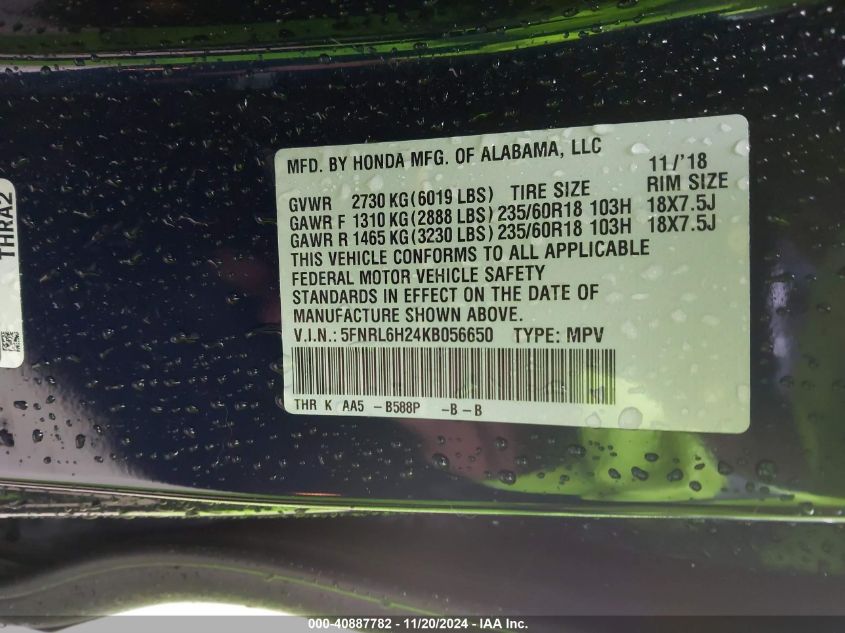 THRA2
MFD. BY HONDA MFG. OF ALABAMA, LLC 11/'18
GVWR 2730 KG (6019 LBS) TIRE SIZE RIM SIZE
GAWR F 1310 KG (2888 LBS) 235/60R18 103H 18X7.5J
GAWR R 1465 KG (3230 LBS) 235/60R18 103H 18X7.5J
THIS VEHICLE CONFORMS TO ALL APPLICABLE
FEDERAL MOTOR VEHICLE SAFETY
STANDARDS IN EFFECT ON THE DATE OF
MANUFACTURE SHOWN ABOVE.
V.I.N.: 5FNRL6H24KB056650 TYPE: MPV
THR K AA5 -B588P -B -B
000-40887782 - 11/20/2024 - IAA Inc.